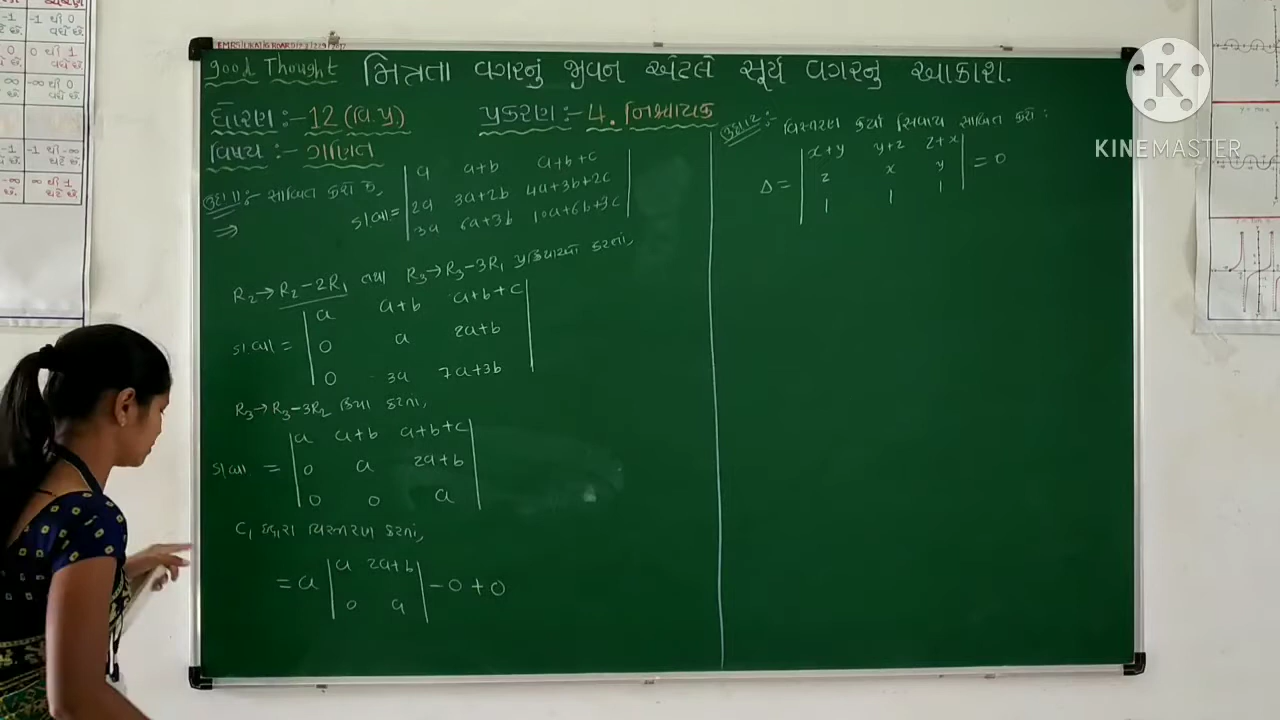 good Thought મિત્રતા વગરનું જીવન એટલે સૂર્ય વગરનું આકાશ.
ધોરણ :- 12 (વિ.પ્ર) પ્રકરણ :- 4. નિશ્ચાયક
વિષય :- ગણિત
ઉદા 11 :- સાબિત કરો કે,
⇒ ડા.બા = | a a+b a+b+c |
| 2a 3a+2b 4a+3b+2c |
| 3a 6a+3b 10a+6b+3c |
R2→R2-2R1 તથા R3→R3-3R1 કરતાં,
ડા.બા = | a a+b a+b+c |
| 0 a 2a+b |
| 0 3a 7a+3b |
R3→R3-3R2 કરતા,
ડાબા = | a a+b a+b+c |
| 0 a 2a+b |
| 0 0 a |
C1 દ્વારા વિસ્તરણ કરતાં,
= a | a 2a+b | -0+0
| 0 a |
ઉદા 12 :- વિસ્તરણ કર્યા સિવાય સાબિત કરો :
Δ = | x+y y+z z+x | = 0
| z x y |
| 1 1 1 |
KINEMASTER
K